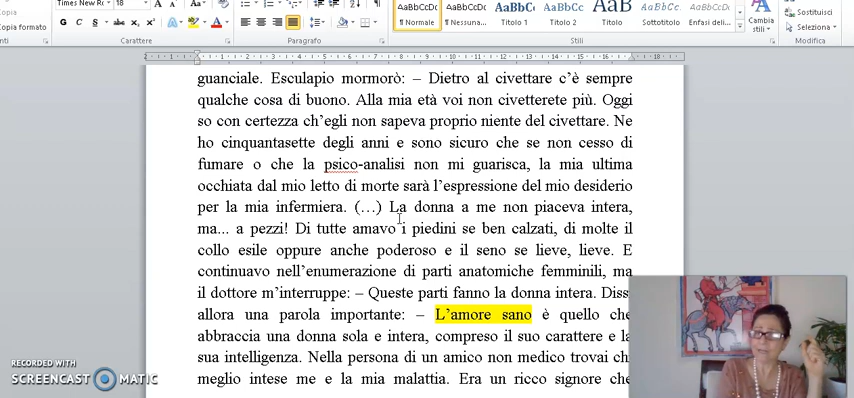 Times New Ro 18
AaBbCcDc AaBbCcDc AaBbC AaBbCc AaB AaBbCc. AaBbCcD
Copia formato
G C S
¶ Normale ¶ Nessuna... Titolo 1 Titolo 2 Titolo Sottotitolo Enfasi deli...
Cambia stili
Sostituisci
Seleziona
Carattere Paragrafo Stili
guanciale. Esculapio mormorò: – Dietro al civettare c’è sempre
qualche cosa di buono. Alla mia età voi non civetterete più. Oggi
so con certezza ch’egli non sapeva proprio niente del civettare. Ne
ho cinquantasette degli anni e sono sicuro che se non cesso di
fumare o che la psico-analisi non mi guarisca, la mia ultima
occhiata dal mio letto di morte sarà l’espressione del mio desiderio
per la mia infermiera. (…) La donna a me non piaceva intera,
ma... a pezzi! Di tutte amavo i piedini se ben calzati, di molte il
collo esile oppure anche poderoso e il seno se lieve, lieve. E
continuavo nell’enumerazione di parti anatomiche femminili, ma
il dottore m’interruppe: – Queste parti fanno la donna intera. Diss
allora una parola importante: – L’amore sano è quello che
abbraccia una donna sola e intera, compreso il suo carattere e la
sua intelligenza. Nella persona di un amico non medico trovai ch
meglio intese me e la mia malattia. Era un ricco signore che
RECORDED WITH
SCREENCAST MATIC